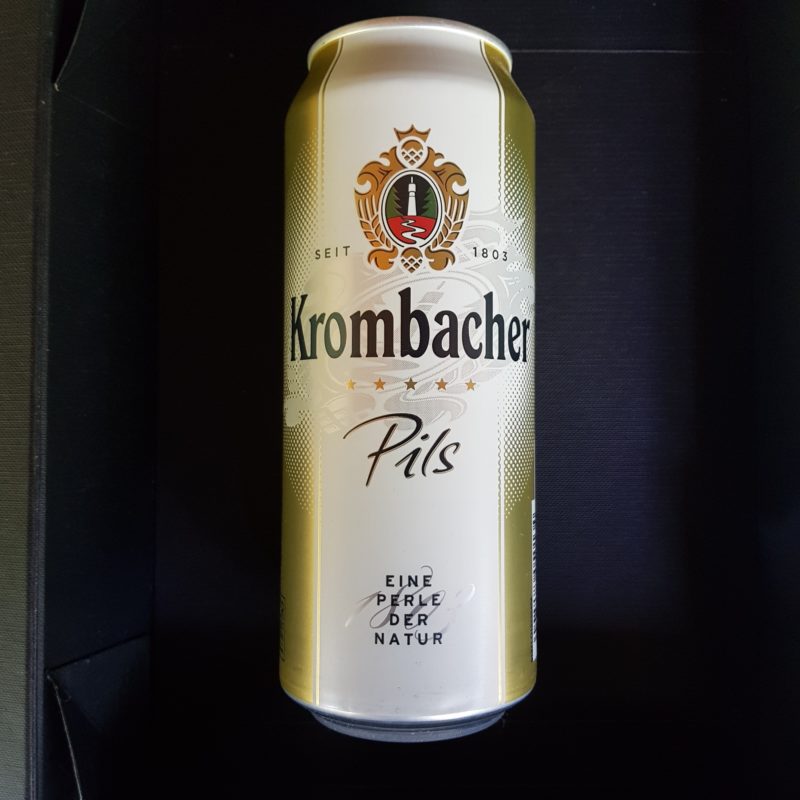 SEIT 1803
Krombacher
Pils
EINE
PERLE
DER
NATUR